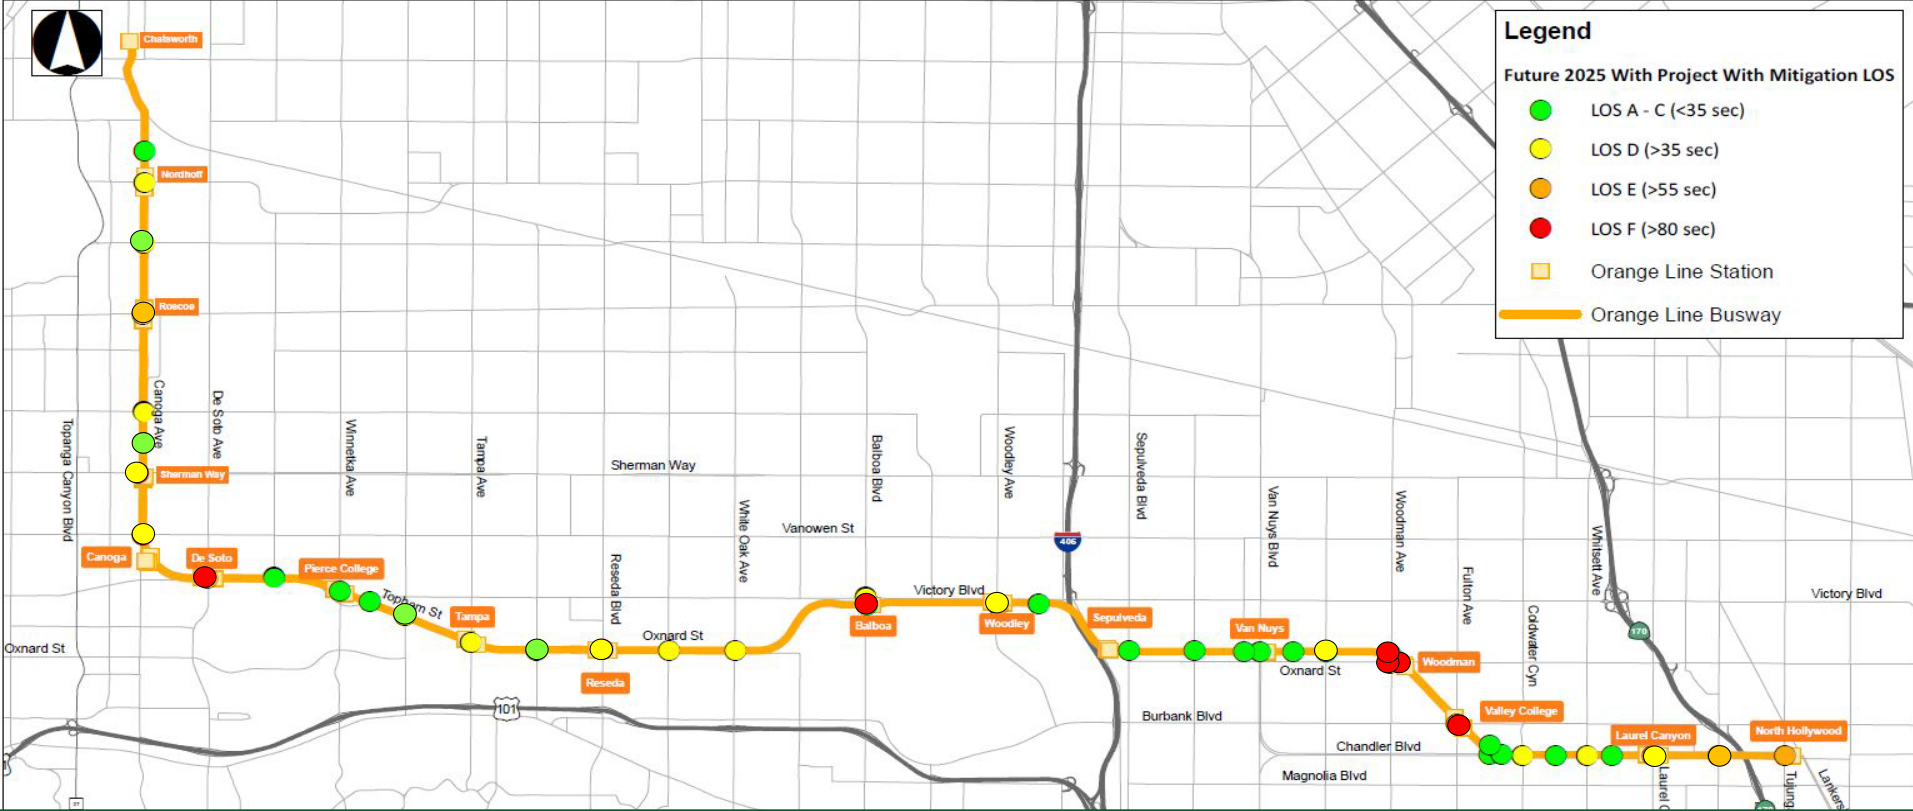 Legend
Future 2025 With Project With Mitigation LOS
LOS A - C (<35 sec)
LOS D (>35 sec)
LOS E (>55 sec)
LOS F (>80 sec)
Orange Line Station
Orange Line Busway
Chatsworth
Nordhoff
Roscoe
Canoga Ave
De Soto Ave
Topanga Canyon Blvd
Winnetka Ave
Tampa Ave
Sherman Way
Balboa Blvd
Woodley Ave
Sepulveda Blvd
Sherman Way
White Oak Ave
Vanowen St
Van Nuys Blvd
Woodman Ave
Whitsett Ave
406
Canoga
De Soto
Pierce College
Reseda Blvd
Fulton Ave
Victory Blvd
Victory Blvd
Topham St
Tampa
Balboa
Woodley
Sepulveda
Van Nuys
Coldwater Cyn
170
Oxnard St
Oxnard St
Oxnard St
Woodman
Reseda
101
Burbank Blvd
Valley College
Chandler Blvd
Laurel Canyon
North Hollywood
Magnolia Blvd
Laurel C
Tujung
Lankers
27